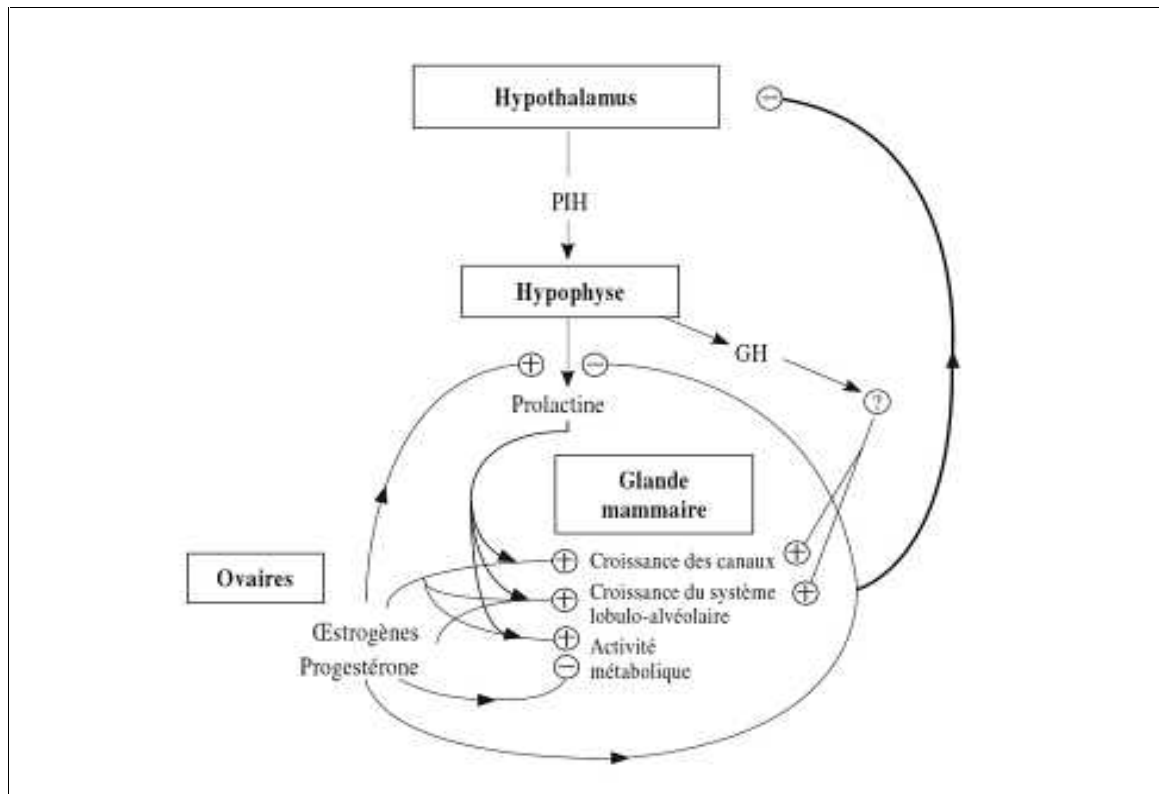 Hypothalamus
PIH
Hypophyse
GH
?
Prolactine
Glande
mammaire
Croissance des canaux
Ovaires
Croissance du système
lobulo-alvéolaire
Œstrogènes
Activité
métabolique
Progestérone